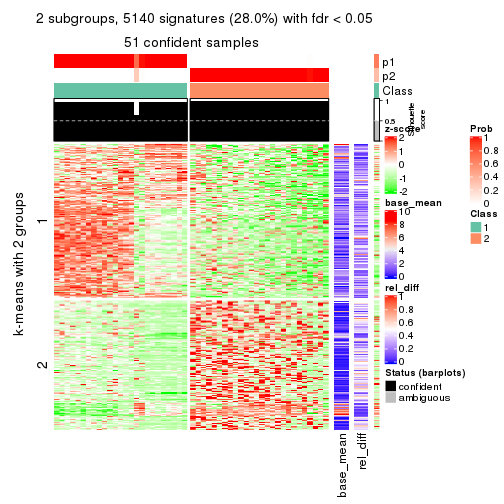 2 subgroups, 5140 signatures (28.0%) with fdr < 0.05
51 confident samples
p1
p2
Class
1
0.5
0
Silhouette
score
k-means with 2 groups
1
2
base_mean
rel_diff
z-score
2
1
0
-1
-2
base_mean
10
8
6
4
2
0
rel_diff
1
0.8
0.6
0.4
0.2
0
Status (barplots)
confident
ambiguous
Prob
1
0.8
0.6
0.4
0.2
0
Class
1
2